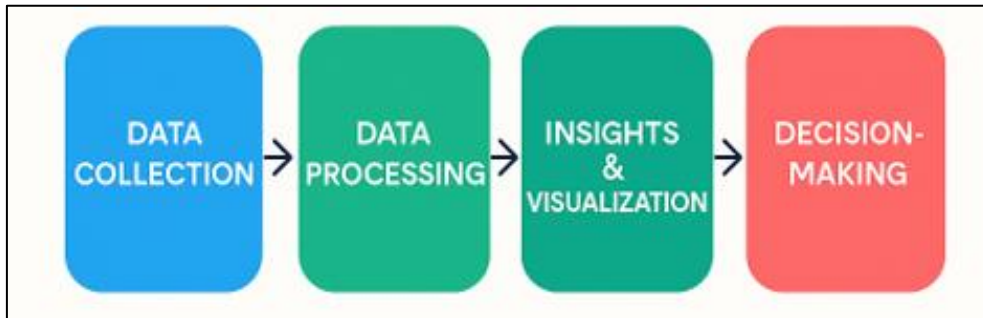 DATA
COLLECTION
DATA
PROCESSING
INSIGHTS
&
VISUALIZATION
DECISION-
MAKING